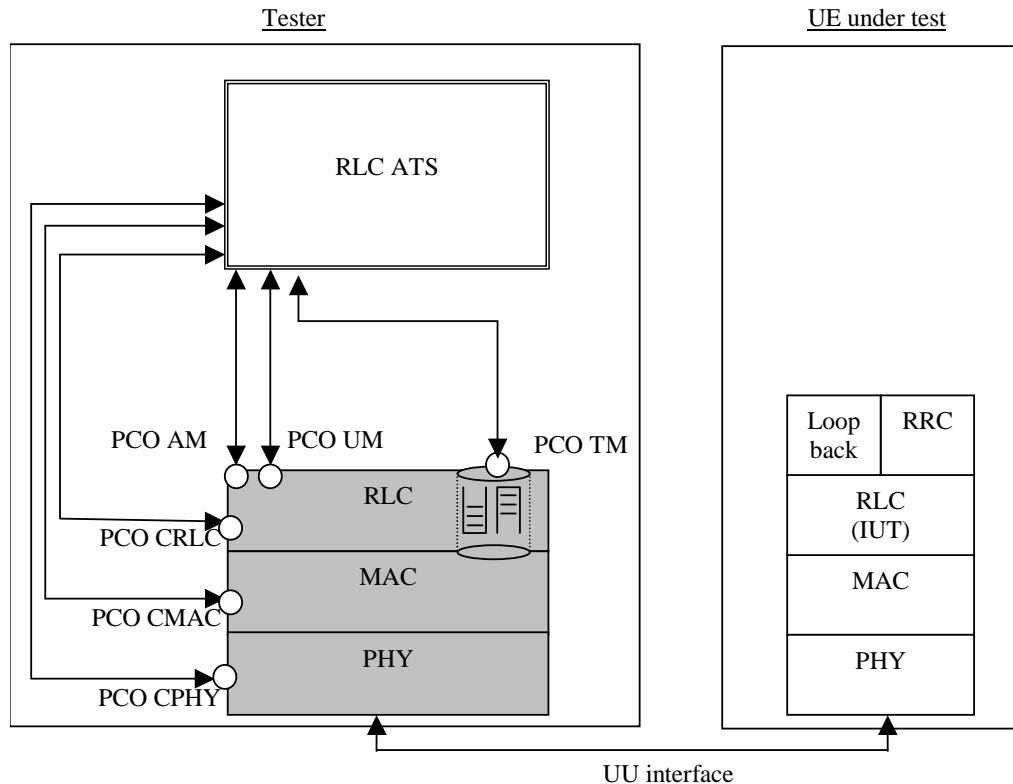 Tester
UE under test
RLC ATS
PCO AM
PCO UM
PCO TM
Loop
back
RRC
RLC
RLC
(IUT)
PCO CRLC
MAC
MAC
PCO CMAC
PHY
PHY
PCO CPHY
UU interface